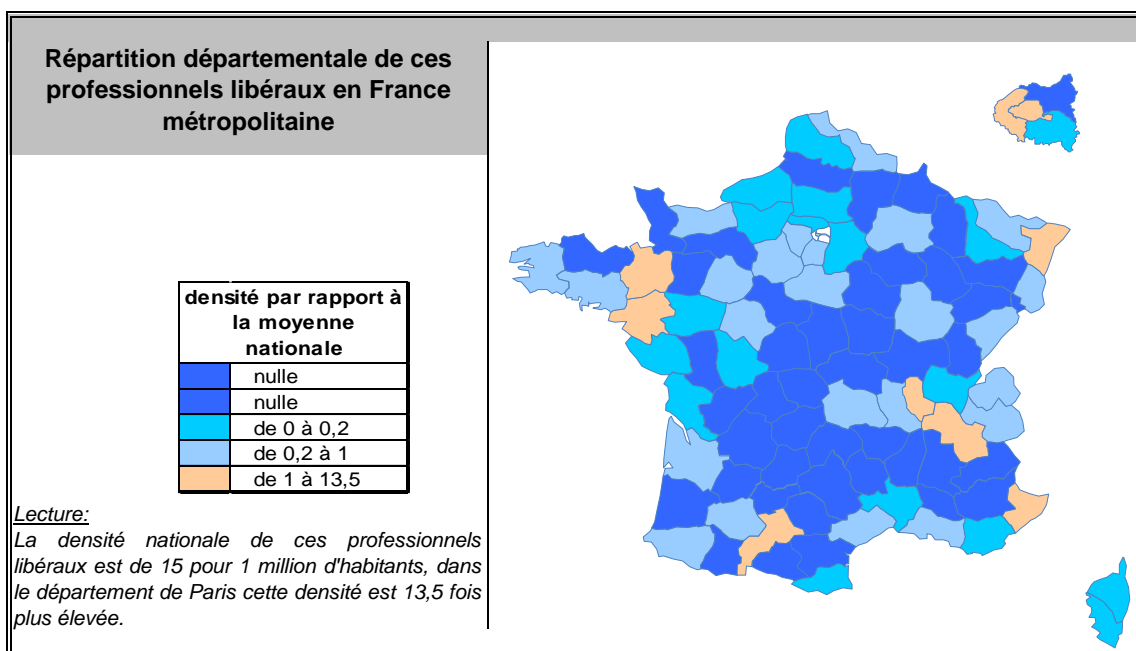 Répartition départementale de ces
professionnels libéraux en France
métropolitaine
densité par rapport à
la moyenne
nationale
nulle
nulle
de 0 à 0,2
de 0,2 à 1
de 1 à 13,5
Lecture:
La densité nationale de ces professionnels
libéraux est de 15 pour 1 million d'habitants, dans
le département de Paris cette densité est 13,5 fois
plus élevée.